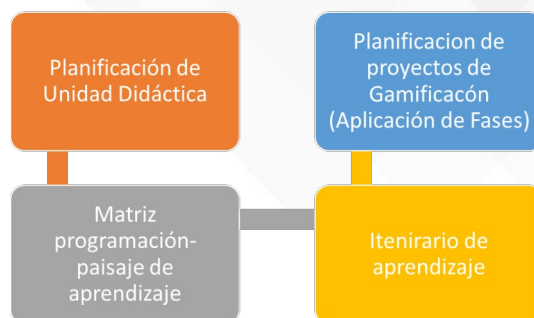 Planificación de
Unidad Didáctica
Planificacion de
proyectos de
Gamificacón
(Aplicación de Fases)
Matriz
programación-
paisaje de
aprendizaje
Itenirario de
aprendizaje